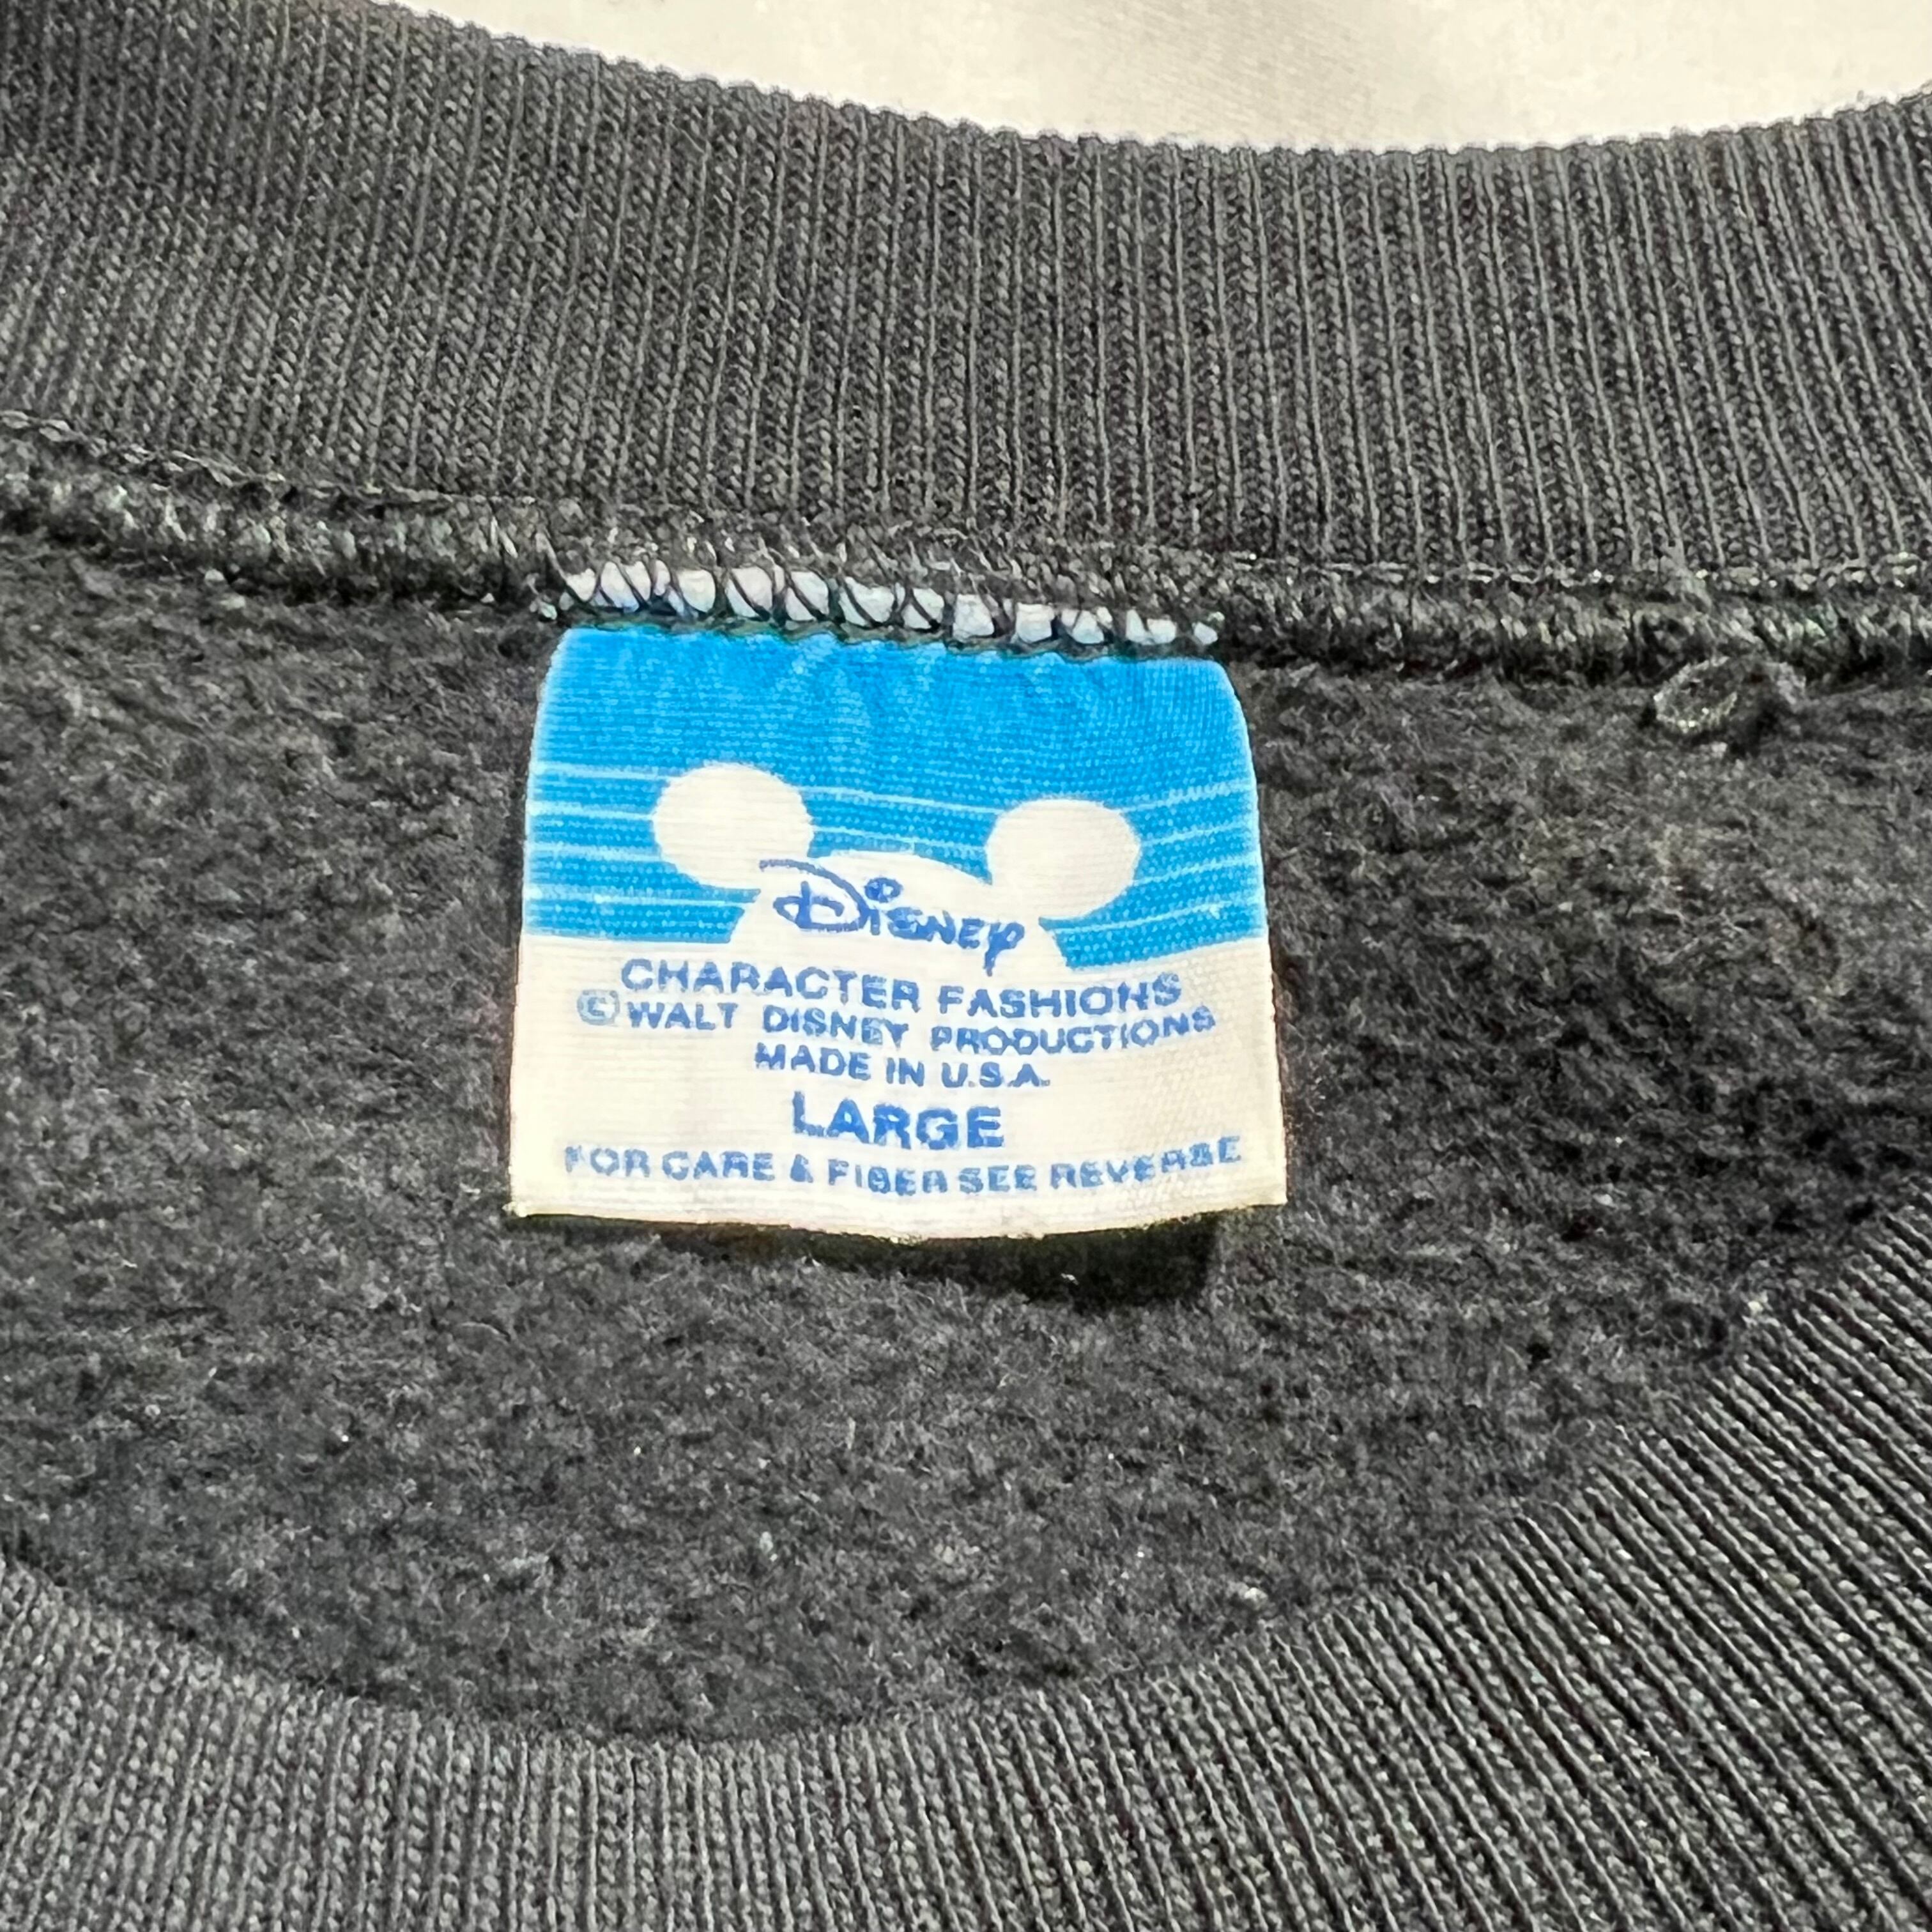 Disney
CHARACTER FASHIONS
©WALT DISNEY PRODUCTIONS
MADE IN U.S.A.
LARGE
FOR CARE & FIBER SEE REVERSE